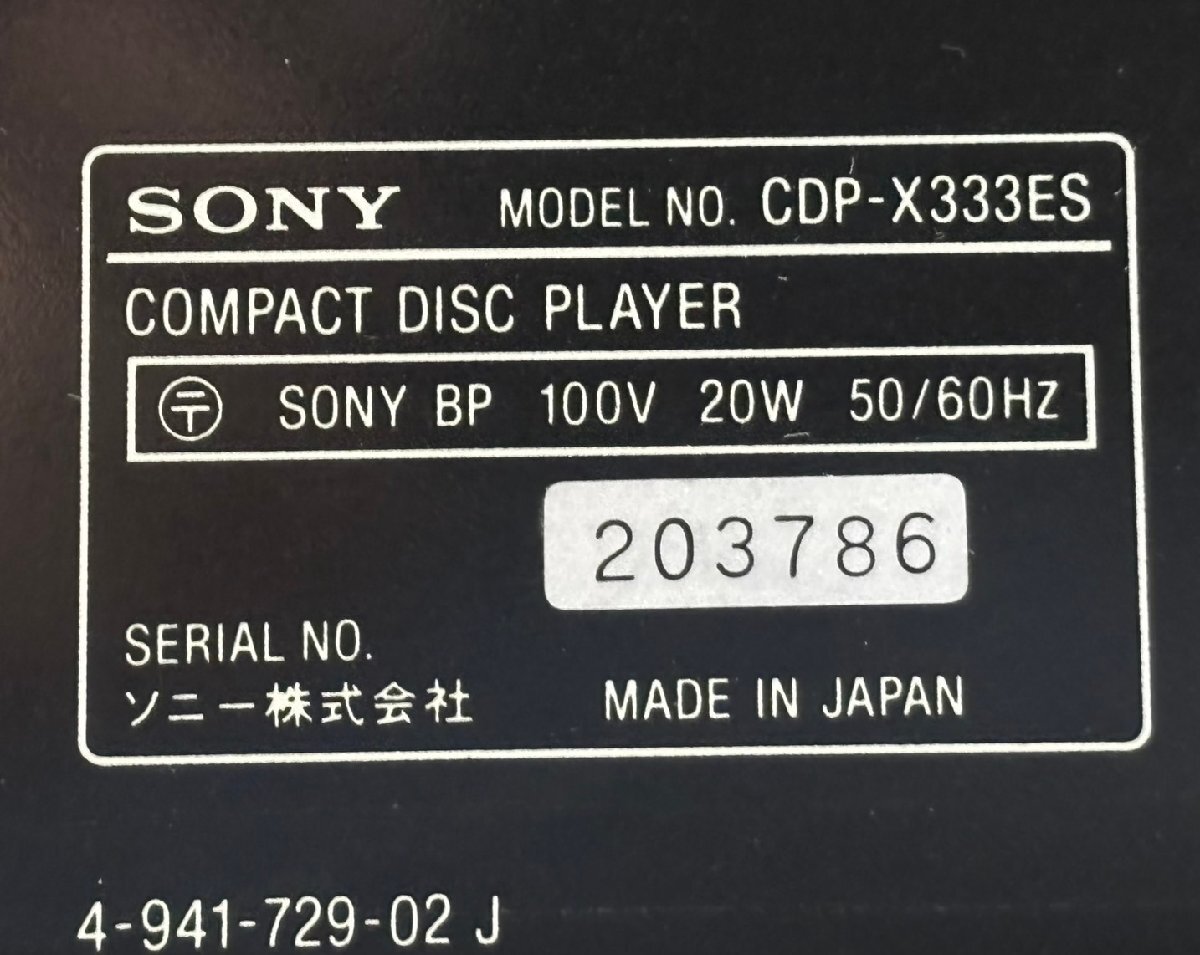 SONY MODEL NO. CDP-X333ES
COMPACT DISC PLAYER
〶 SONY BP 100V 20W 50/60Hz
203786
SERIAL NO.
ソニー株式会社 MADE IN JAPAN
4-941-729-02 J